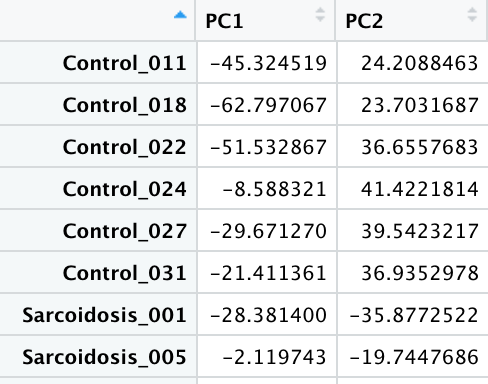 PC1 PC2
Control_011 -45.324519 24.2088463
Control_018 -62.797067 23.7031687
Control_022 -51.532867 36.6557683
Control_024 -8.588321 41.4221814
Control_027 -29.671270 39.5423217
Control_031 -21.411361 36.9352978
Sarcoidosis_001 -28.381400 -35.8772522
Sarcoidosis_005 -2.119743 -19.7447686